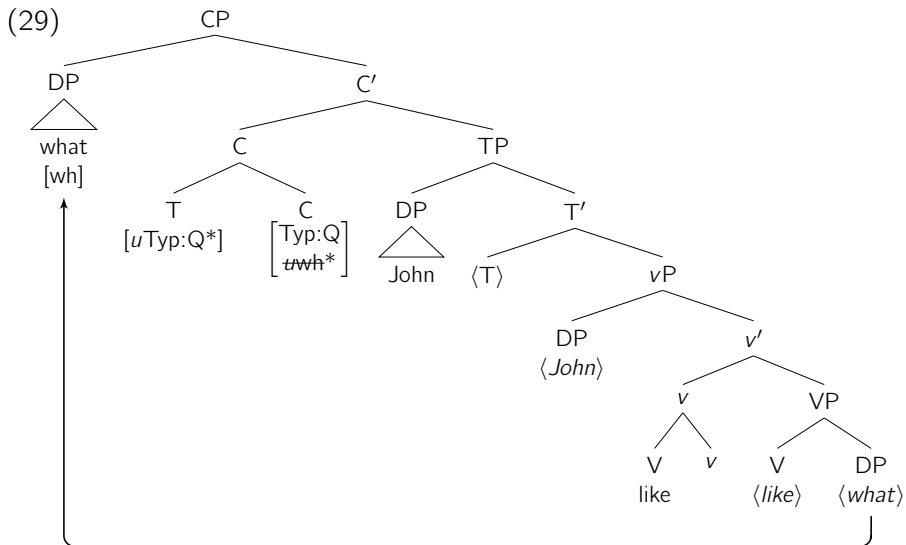 (29)
CP
DP C′
what
[wh]
C TP
T C DP T′
[uTyp:Q*] [Typ:Q
uwh*]
John ⟨T⟩ vP
DP v′
⟨John⟩
v VP
V v V DP
like ⟨like⟩ ⟨what⟩